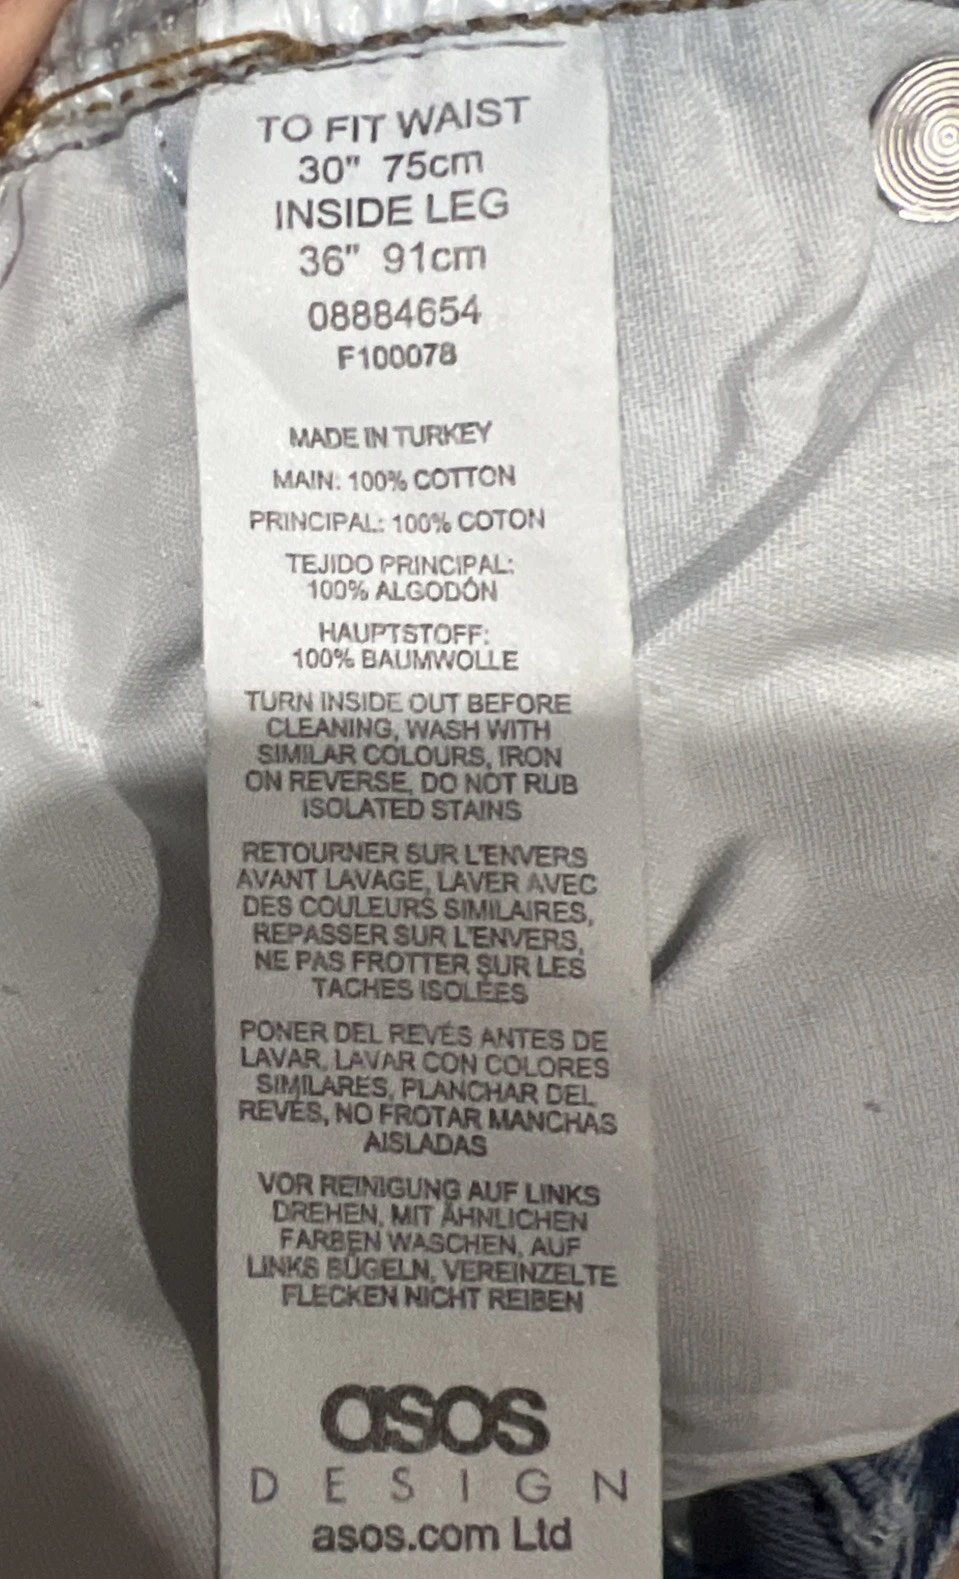 TO FIT WAIST
30" 75cm
INSIDE LEG
36" 91cm
08884654
F100078
MADE IN TURKEY
MAIN: 100% COTTON
PRINCIPAL: 100% COTON
TEJIDO PRINCIPAL:
100% ALGODÓN
HAUPTSTOFF:
100% BAUMWOLLE
TURN INSIDE OUT BEFORE
CLEANING, WASH WITH
SIMILAR COLOURS, IRON
ON REVERSE, DO NOT RUB
ISOLATED STAINS
RETOURNER SUR L'ENVERS
AVANT LAVAGE, LAVER AVEC
DES COULEURS SIMILAIRES,
REPASSER SUR L'ENVERS,
NE PAS FROTTER SUR LES
TACHES ISOLÉES
PONER DEL REVÉS ANTES DE
LAVAR, LAVAR CON COLORES
SIMILARES, PLANCHAR DEL
REVÉS, NO FROTAR MANCHAS
AISLADAS
VOR REINIGUNG AUF LINKS
DREHEN, MIT ÄHNLICHEN
FARBEN WASCHEN, AUF
LINKS BÜGELN, VEREINZELTE
FLECKEN NICHT REIBEN
asos
DESIGN
asos.com Ltd